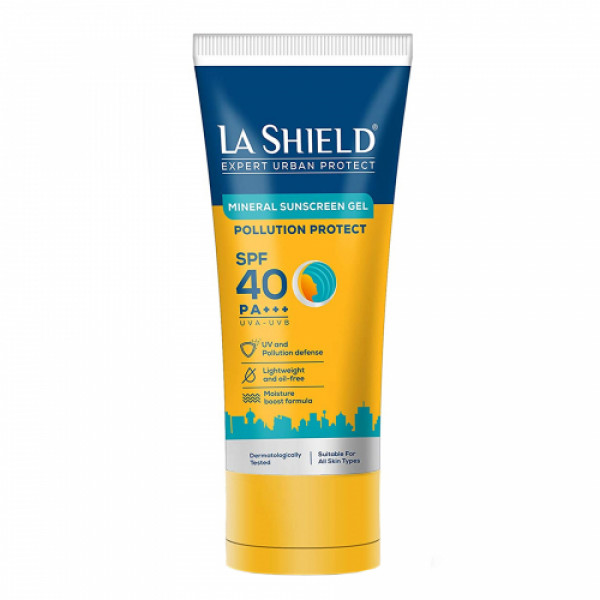 LA SHIELD®
EXPERT URBAN PROTECT
MINERAL SUNSCREEN GEL
POLLUTION PROTECT
SPF
40
PA+++
UVA-UVB
UV and
Pollution defense
Lightweight
and oil-free
Moisture
boost formula
Dermatologically
Tested
Suitable For
All Skin Types